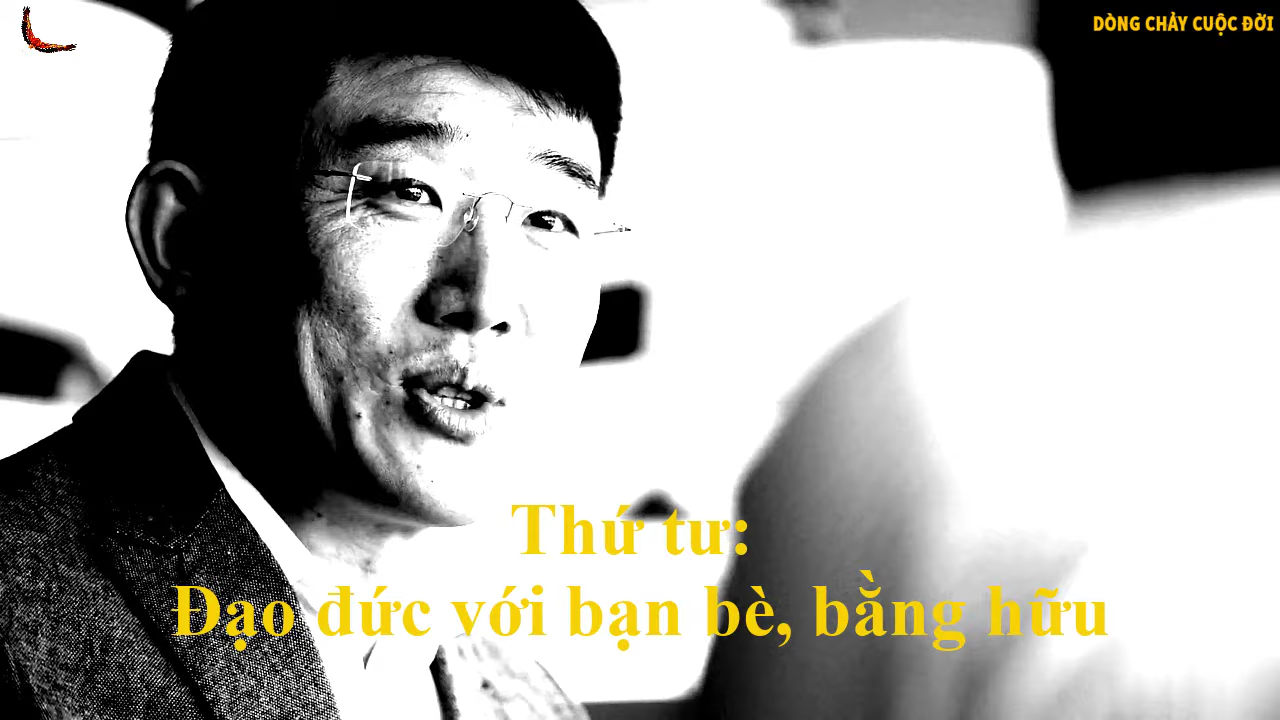 DÒNG CHẢY CUỘC ĐỜI
Thứ tư:
Đạo đức với bạn bè, bằng hữu